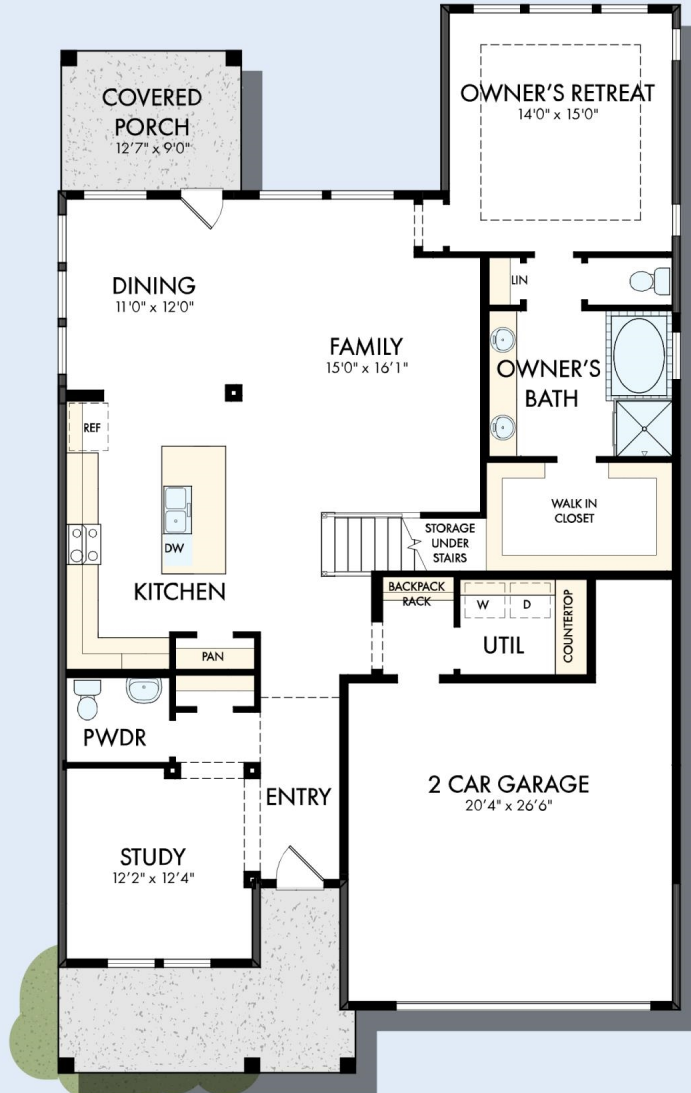 COVERED
PORCH
12'7" x 9'0"
OWNER'S RETREAT
14'0" x 15'0"
DINING
11'0" x 12'0"
LIN
FAMILY
15'0" x 16'1"
OWNER'S
BATH
REF
WALK IN
CLOSET
STORAGE
UNDER
STAIRS
DW
KITCHEN
BACKPACK
RACK
W
D
COUNTERTOP
UTIL
PAN
PWDR
ENTRY
2 CAR GARAGE
20'4" x 26'6"
STUDY
12'2" x 12'4"